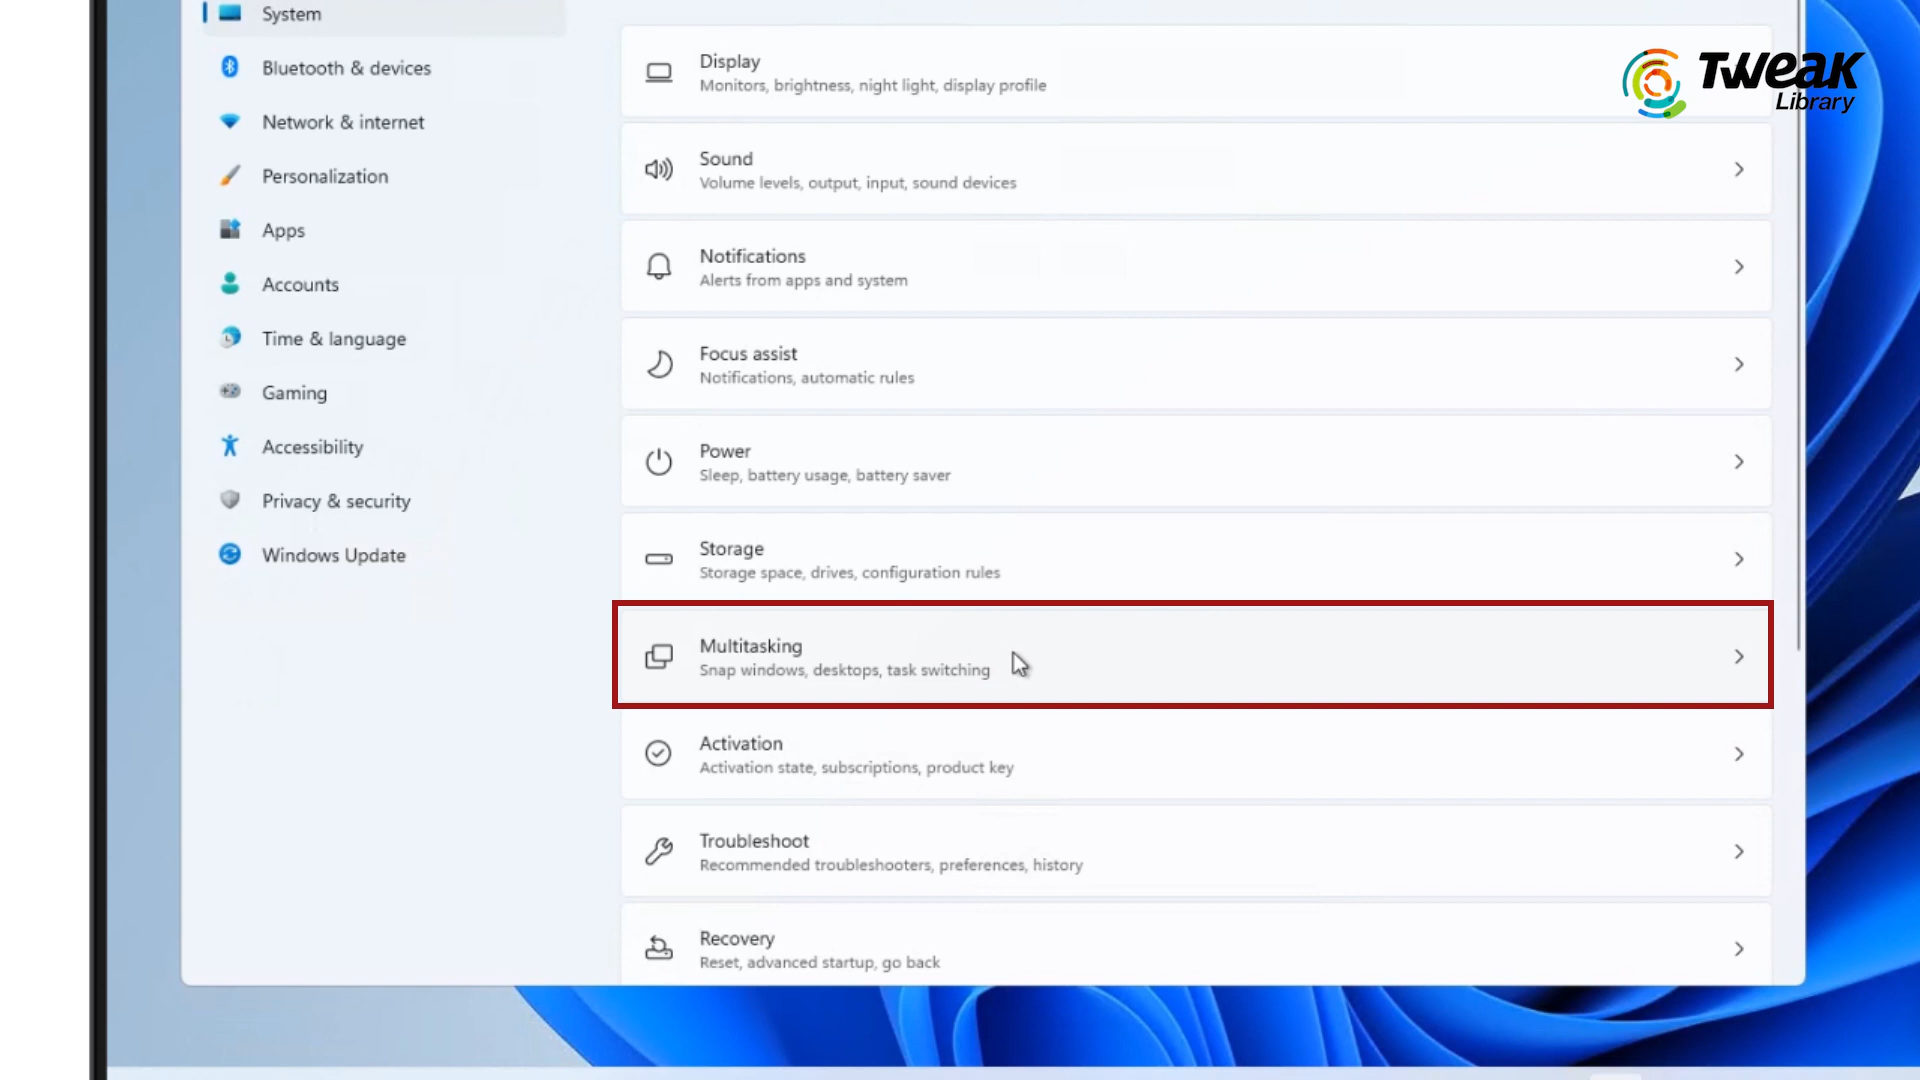 System
Bluetooth & devices
Network & internet
Personalization
Apps
Accounts
Time & language
Gaming
Accessibility
Privacy & security
Windows Update
Display
Monitors, brightness, night light, display profile
Sound
Volume levels, output, input, sound devices
Notifications
Alerts from apps and system
Focus assist
Notifications, automatic rules
Power
Sleep, battery usage, battery saver
Storage
Storage space, drives, configuration rules
Multitasking
Snap windows, desktops, task switching
Activation
Activation state, subscriptions, product key
Troubleshoot
Recommended troubleshooters, preferences, history
Recovery
Reset, advanced startup, go back
TWEAK
Library